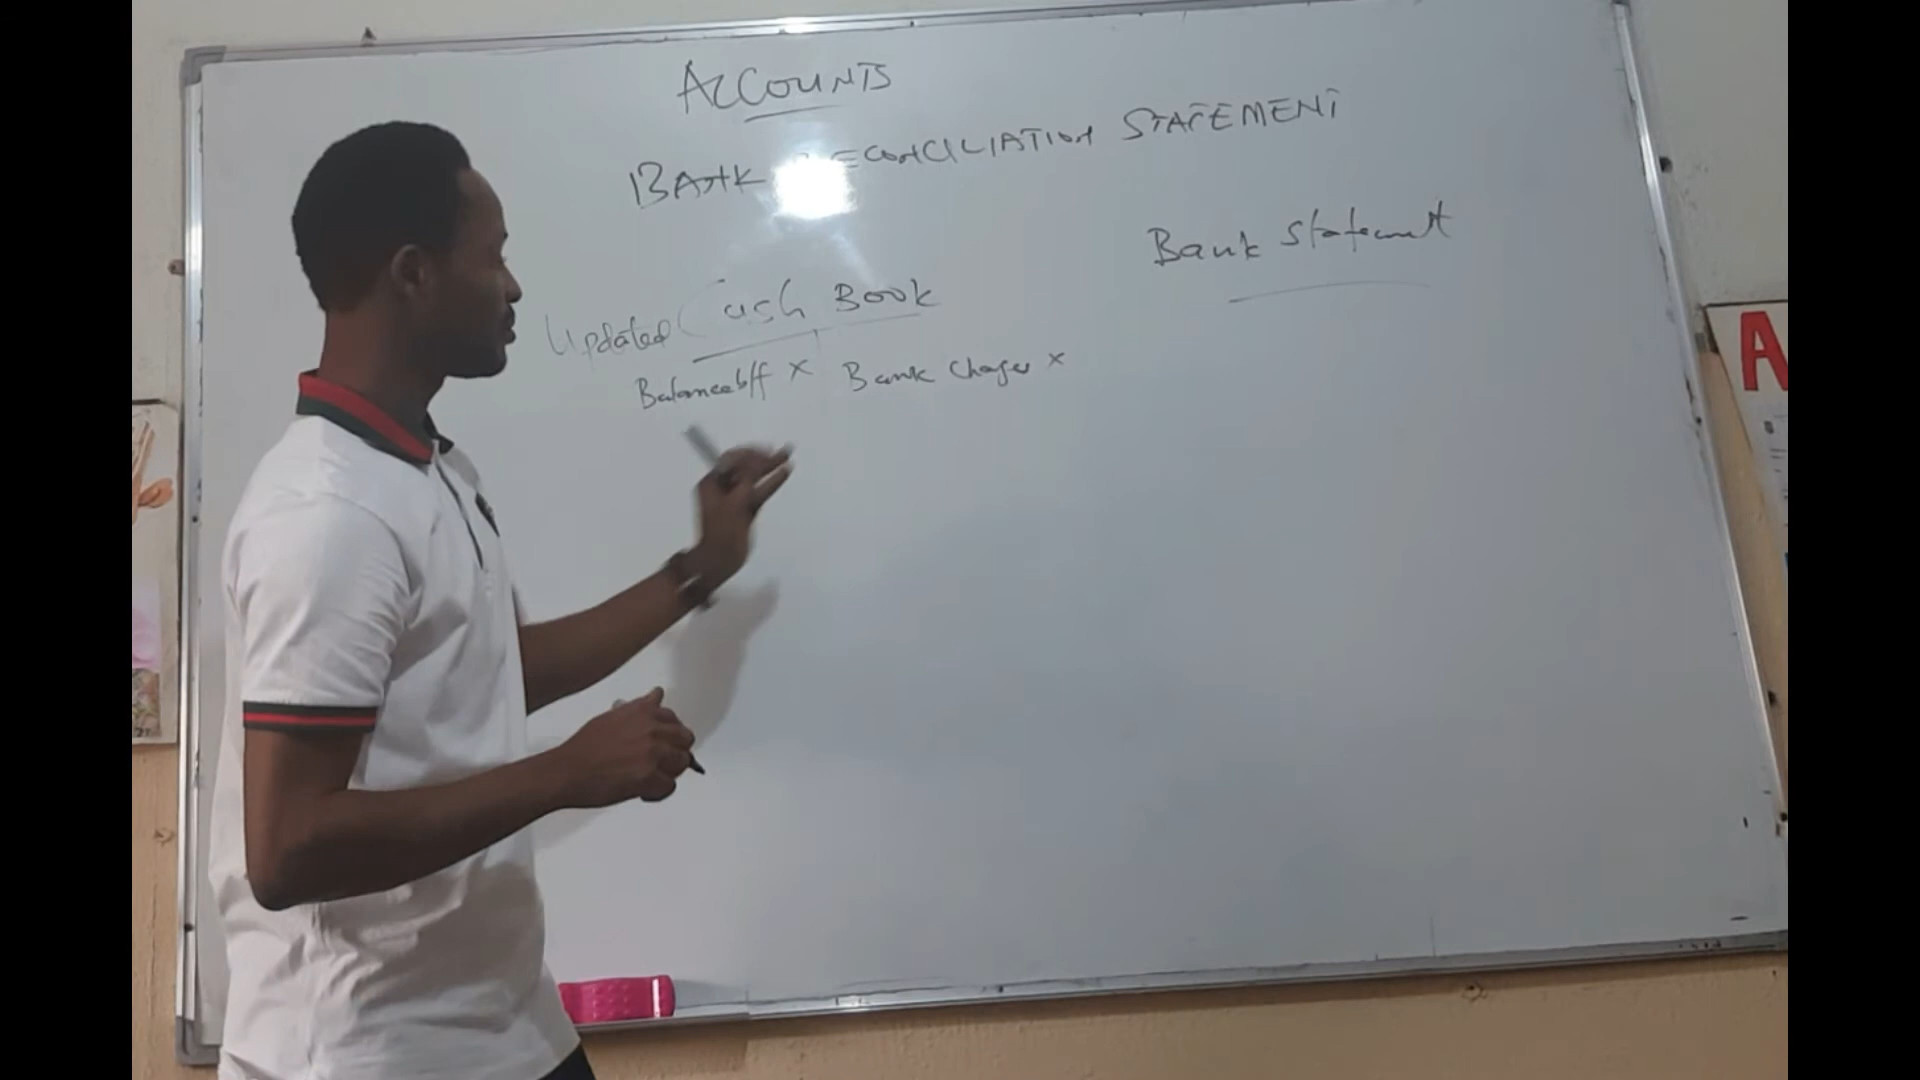 ACCOUNTS
BANK RECONCILIATION STATEMENT
Bank Statement
Updated Cash Book
Balance b/f x Bank Charges x
A